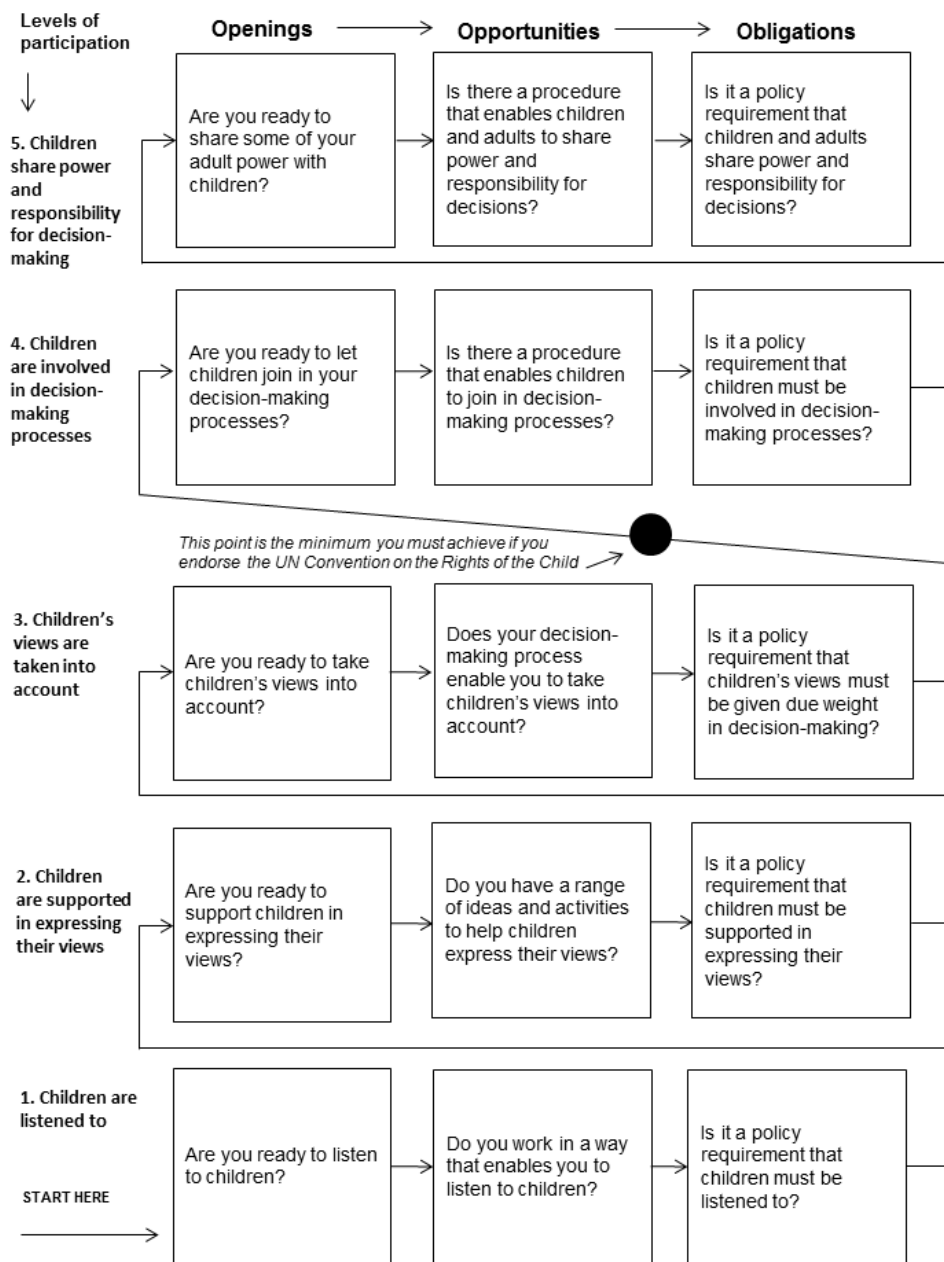 Levels of
participation
Openings
Opportunities
Obligations
5. Children
share power
and
responsibility
for decision-
making
Are you ready to
share some of your
adult power with
children?
Is there a procedure
that enables children
and adults to share
power and
responsibility for
decisions?
Is it a policy
requirement that
children and adults
share power and
responsibility for
decisions?
4. Children
are involved
in decision-
making
processes
Are you ready to let
children join in your
decision-making
processes?
Is there a procedure
that enables children
to join in decision-
making processes?
Is it a policy
requirement that
children must be
involved in decision-
making processes?
This point is the minimum you must achieve if you
endorse the UN Convention on the Rights of the Child
3. Children’s
views are
taken into
account
Are you ready to take
children’s views into
account?
Does your decision-
making process
enable you to take
children’s views into
account?
Is it a policy
requirement that
children’s views must
be given due weight
in decision-making?
2. Children
are supported
in expressing
their views
Are you ready to
support children in
expressing their
views?
Do you have a range
of ideas and activities
to help children
express their views?
Is it a policy
requirement that
children must be
supported in
expressing their
views?
1. Children are
listened to
START HERE
Are you ready to listen
to children?
Do you work in a way
that enables you to
listen to children?
Is it a policy
requirement that
children must be
listened to?